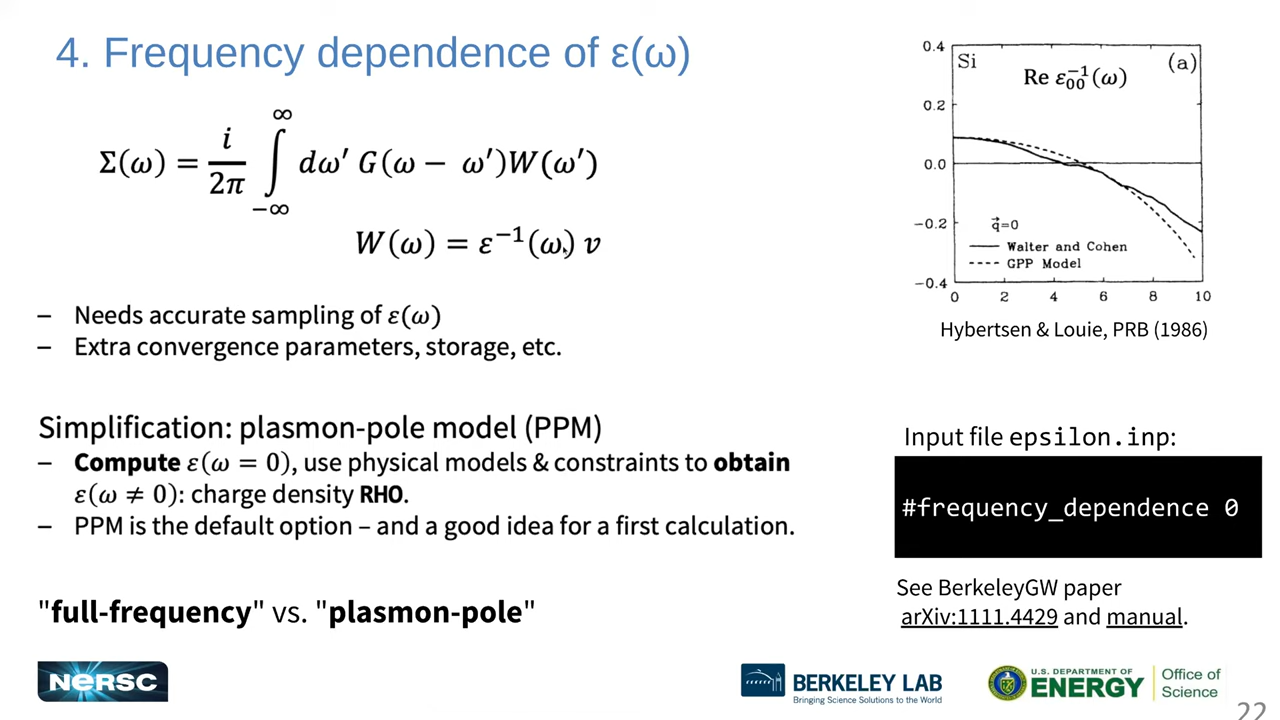 4. Frequency dependence of ε(ω)
Σ(ω) = i/2π ∫_{−∞}^{∞} dω′ G(ω − ω′)W(ω′)
W(ω) = ε⁻¹(ω) v
– Needs accurate sampling of ε(ω)
– Extra convergence parameters, storage, etc.
Simplification: plasmon-pole model (PPM)
– Compute ε(ω = 0), use physical models & constraints to obtain
ε(ω ≠ 0): charge density RHO.
– PPM is the default option – and a good idea for a first calculation.
"full-frequency" vs. "plasmon-pole"
0.4
0.2
0.0
−0.2
−0.4
Si
(a)
Re ε₀₀⁻¹(ω)
q⃗=0
Walter and Cohen
GPP Model
0 2 4 6 8 10
Hybertsen & Louie, PRB (1986)
Input file epsilon.inp:
#frequency_dependence 0
See BerkeleyGW paper
arXiv:1111.4429 and manual.
NERSC
BERKELEY LAB
Bringing Science Solutions to the World
U.S. DEPARTMENT OF
ENERGY
Office of
Science
22